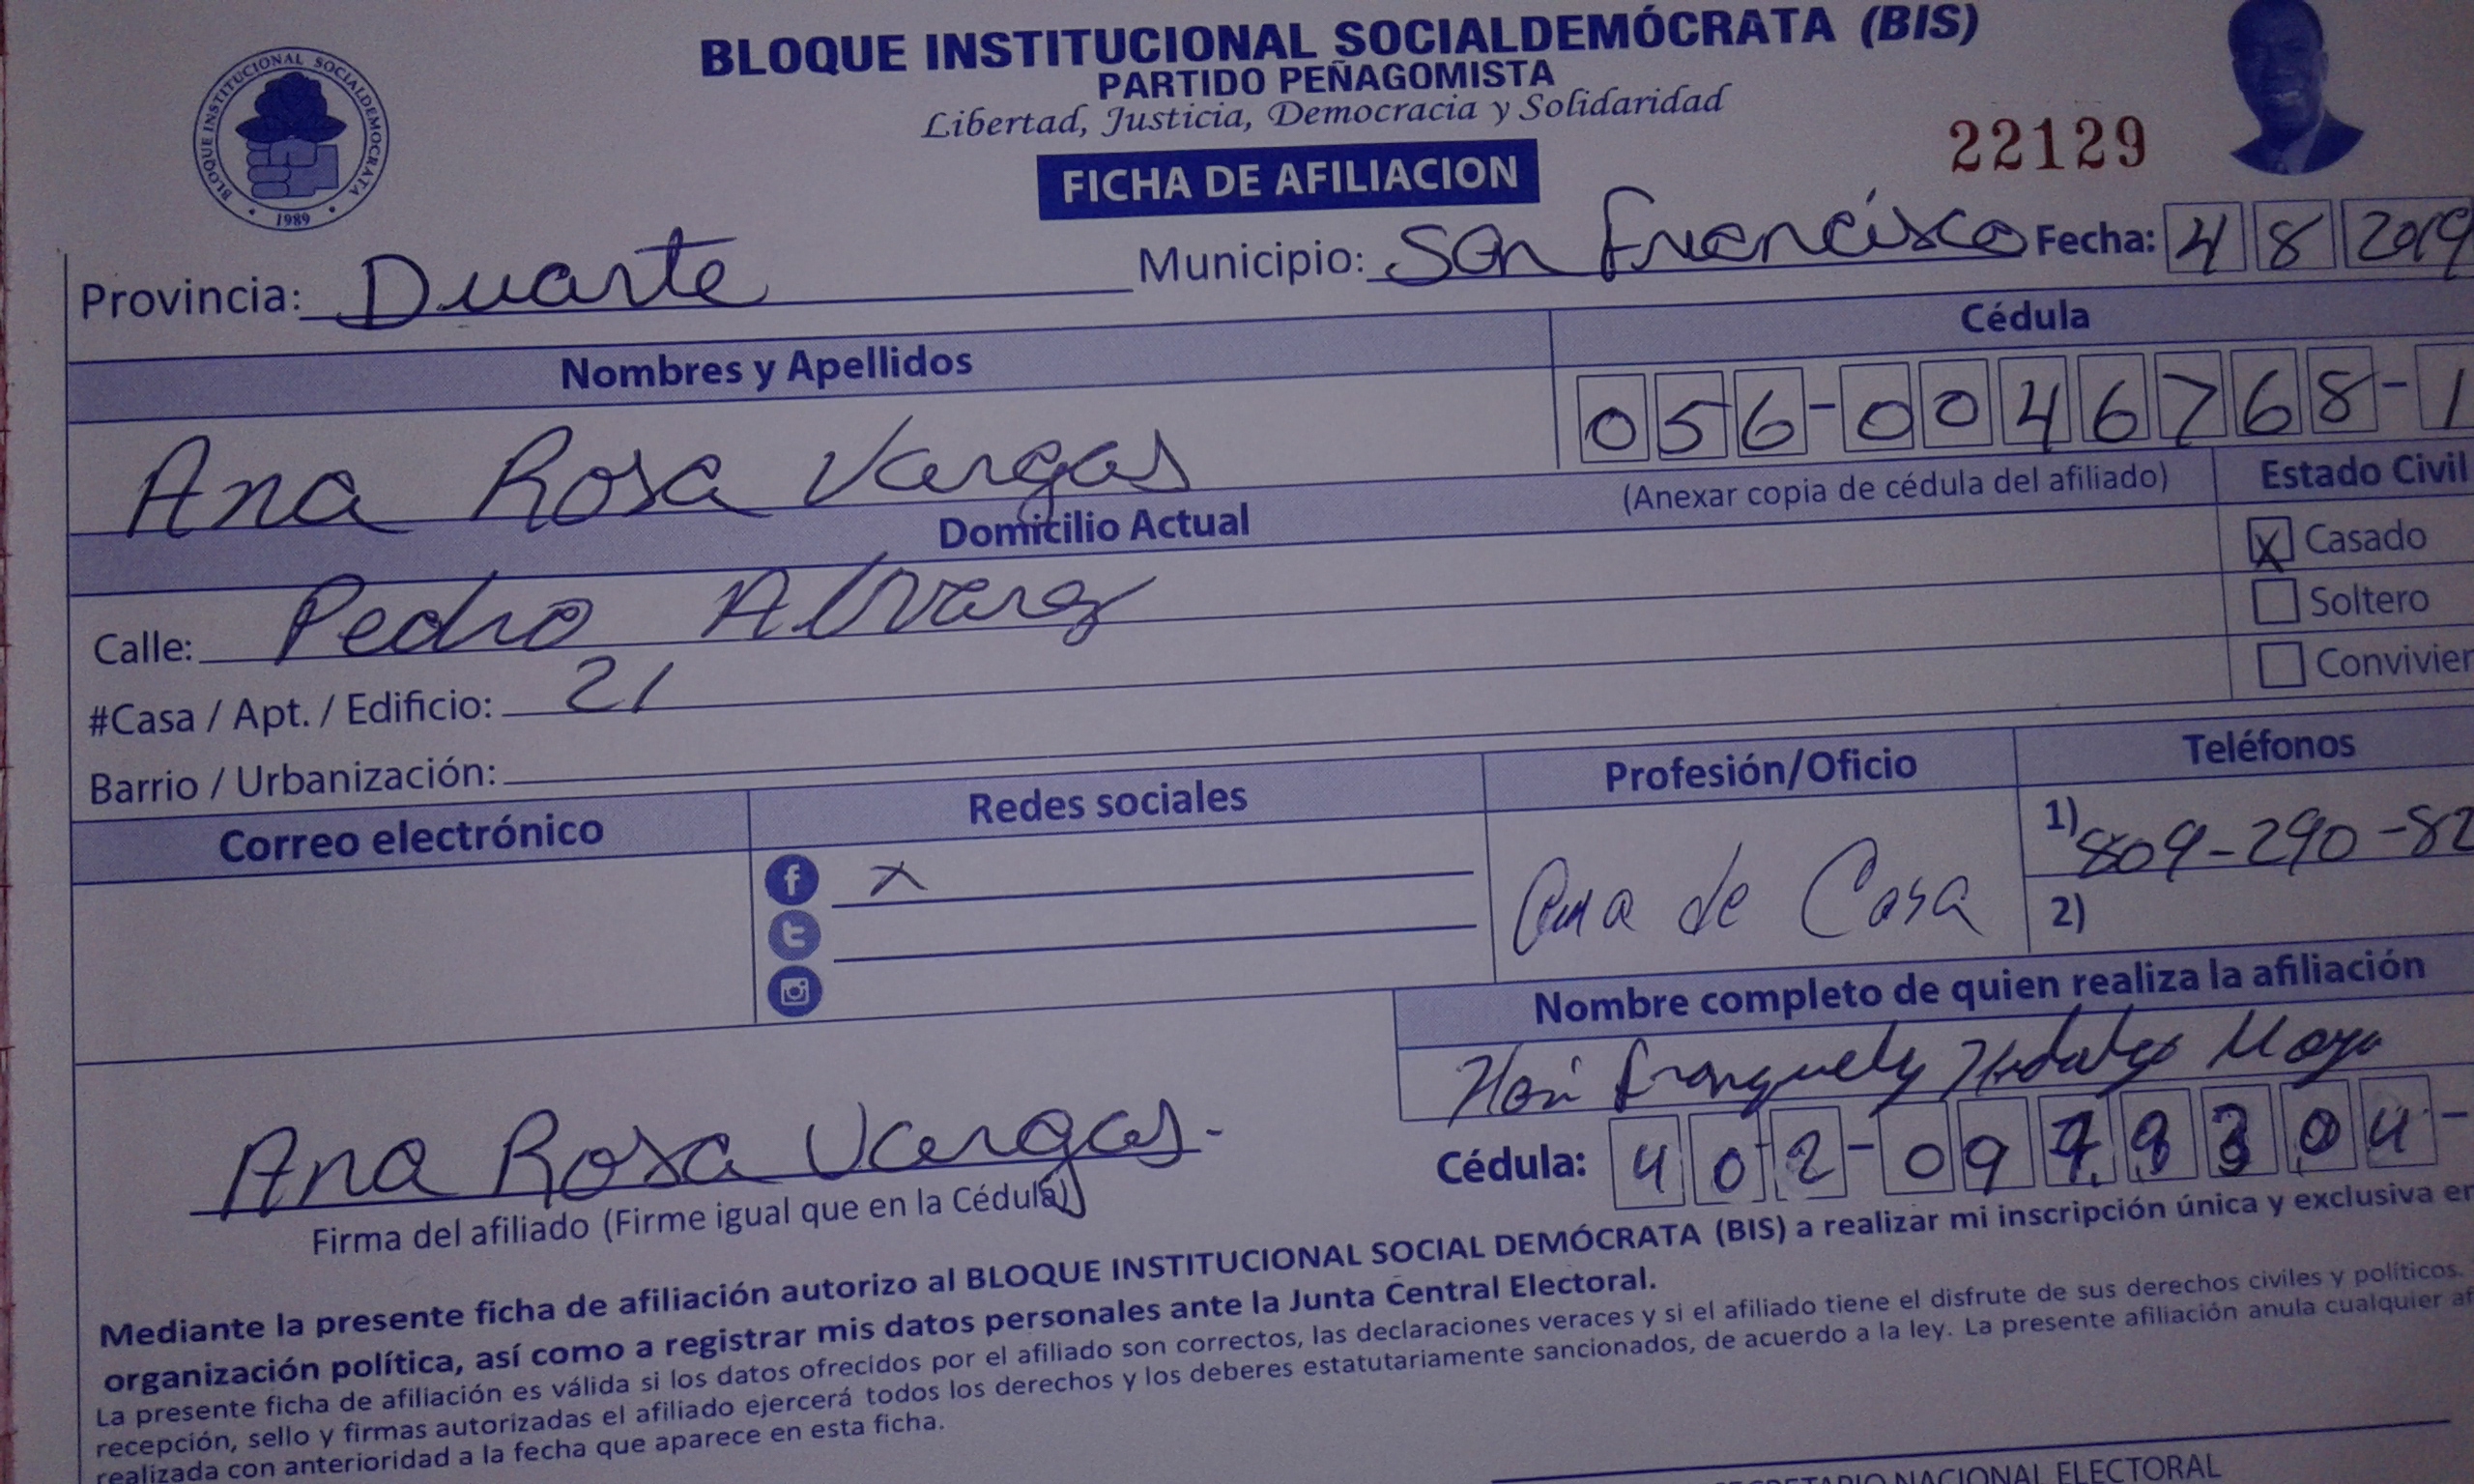 BLOQUE INSTITUCIONAL SOCIALDEMÓCRATA (BIS)
PARTIDO PEÑAGOMISTA
Libertad, Justicia, Democracia y Solidaridad
BLOQUE INSTITUCIONAL SOCIALDEMOCRATA
1989
22129
FICHA DE AFILIACION
Provincia: Duarte Municipio: San Francisco Fecha: 4 8 2019
Nombres y Apellidos Cédula
Ana Rosa Vargas 056-0046768-1
(Anexar copia de cédula del afiliado) Estado Civil
Domicilio Actual
X Casado
Calle: Pedro Alvarez
Soltero
#Casa / Apt. / Edificio: 21
Convivien
Barrio / Urbanización:
Correo electrónico Redes sociales Profesión/Oficio Teléfonos
f X
Ama de Casa
1) 809-290-82
2)
Nombre completo de quien realiza la afiliación
Hidalgo Moya
Ana Rosa Vargas.
Cédula: 402-09 04-
Firma del afiliado (Firme igual que en la Cédula)
Mediante la presente ficha de afiliación autorizo al BLOQUE INSTITUCIONAL SOCIAL DEMÓCRATA (BIS) a realizar mi inscripción única y exclusiva en
organización política, así como a registrar mis datos personales ante la Junta Central Electoral.
La presente ficha de afiliación es válida si los datos ofrecidos por el afiliado son correctos, las declaraciones veraces y si el afiliado tiene el disfrute de sus derechos civiles y políticos.
recepción, sello y firmas autorizadas el afiliado ejercerá todos los derechos y los deberes estatutariamente sancionados, de acuerdo a la ley. La presente afiliación anula cualquier af
realizada con anterioridad a la fecha que aparece en esta ficha.
NACIONAL ELECTORAL